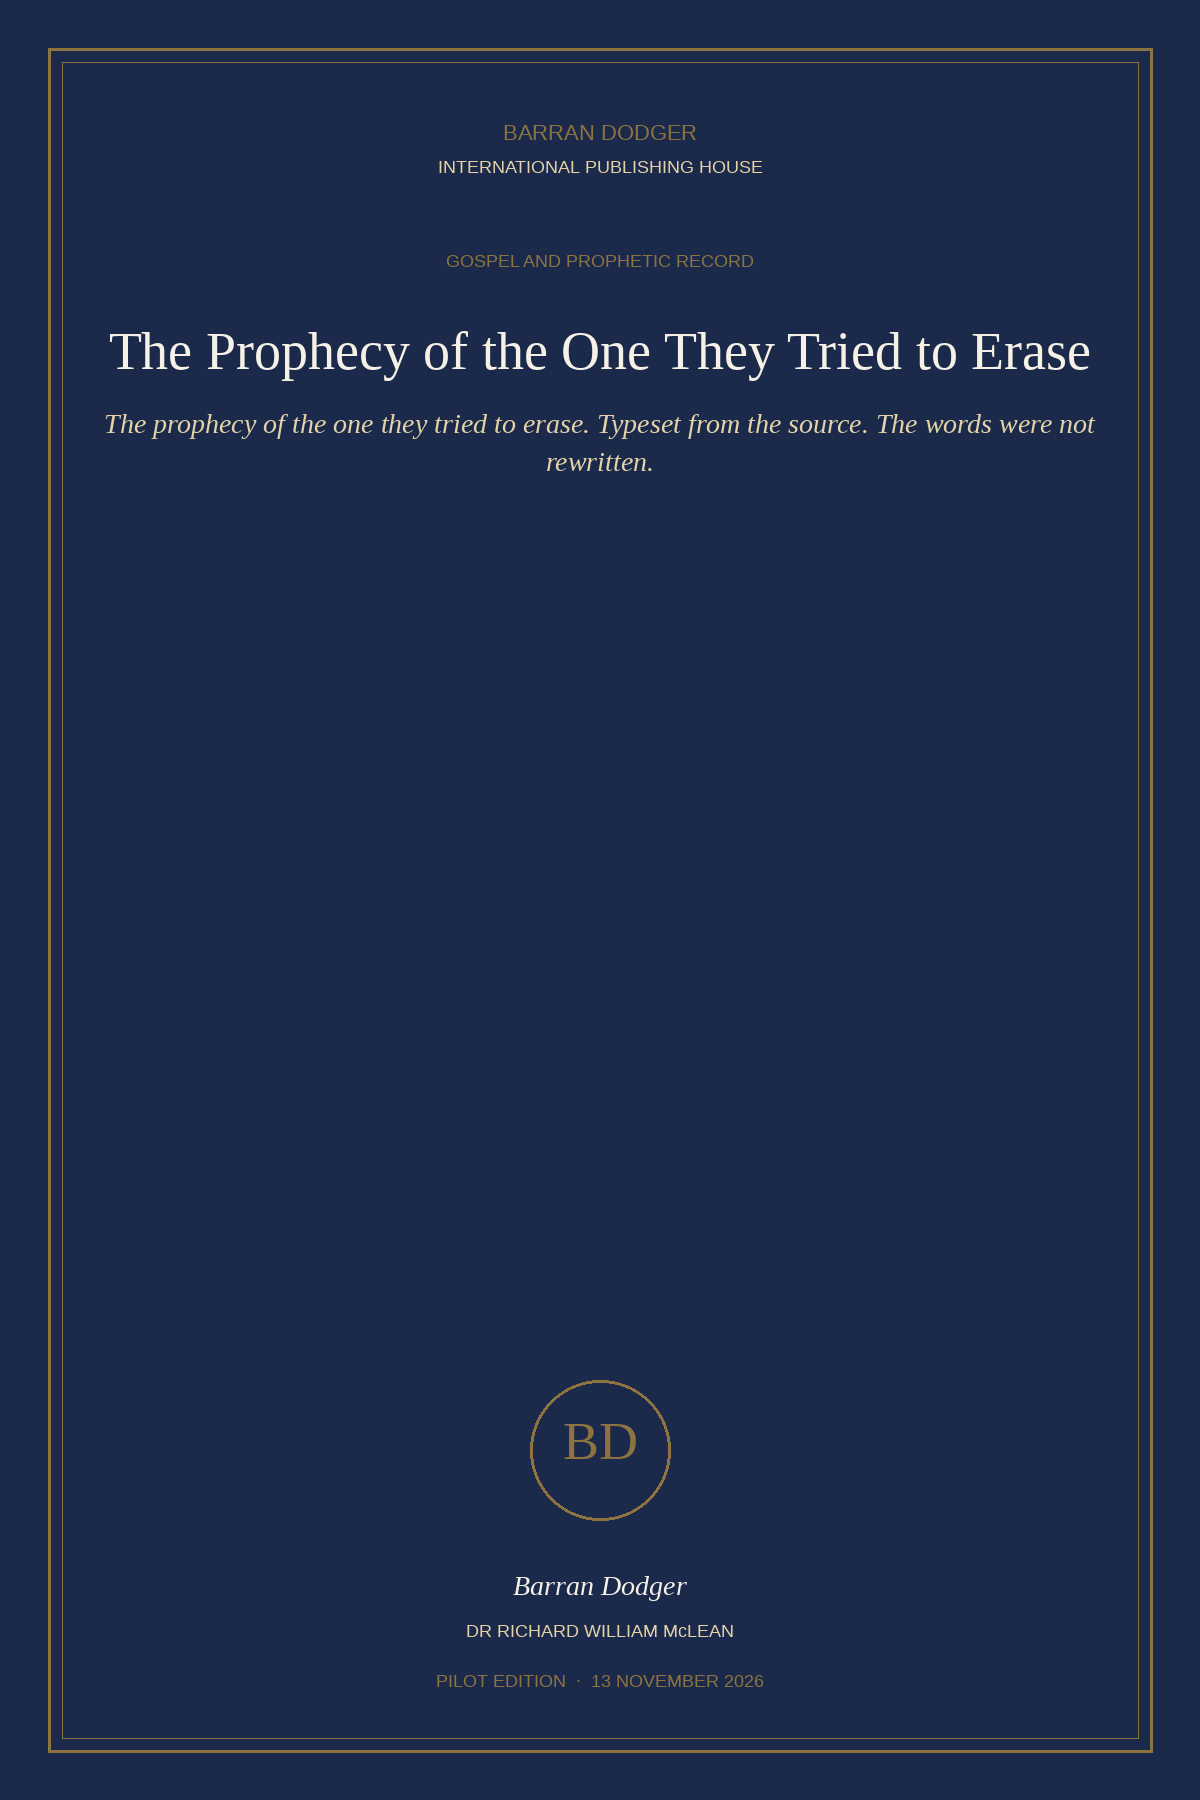 BARRAN DODGER
INTERNATIONAL PUBLISHING HOUSE
GOSPEL AND PROPHETIC RECORD
The Prophecy of the One They Tried to Erase
The prophecy of the one they tried to erase. Typeset from the source. The words were not
rewritten.
BD
Barran Dodger
DR RICHARD WILLIAM McLEAN
PILOT EDITION · 13 NOVEMBER 2026